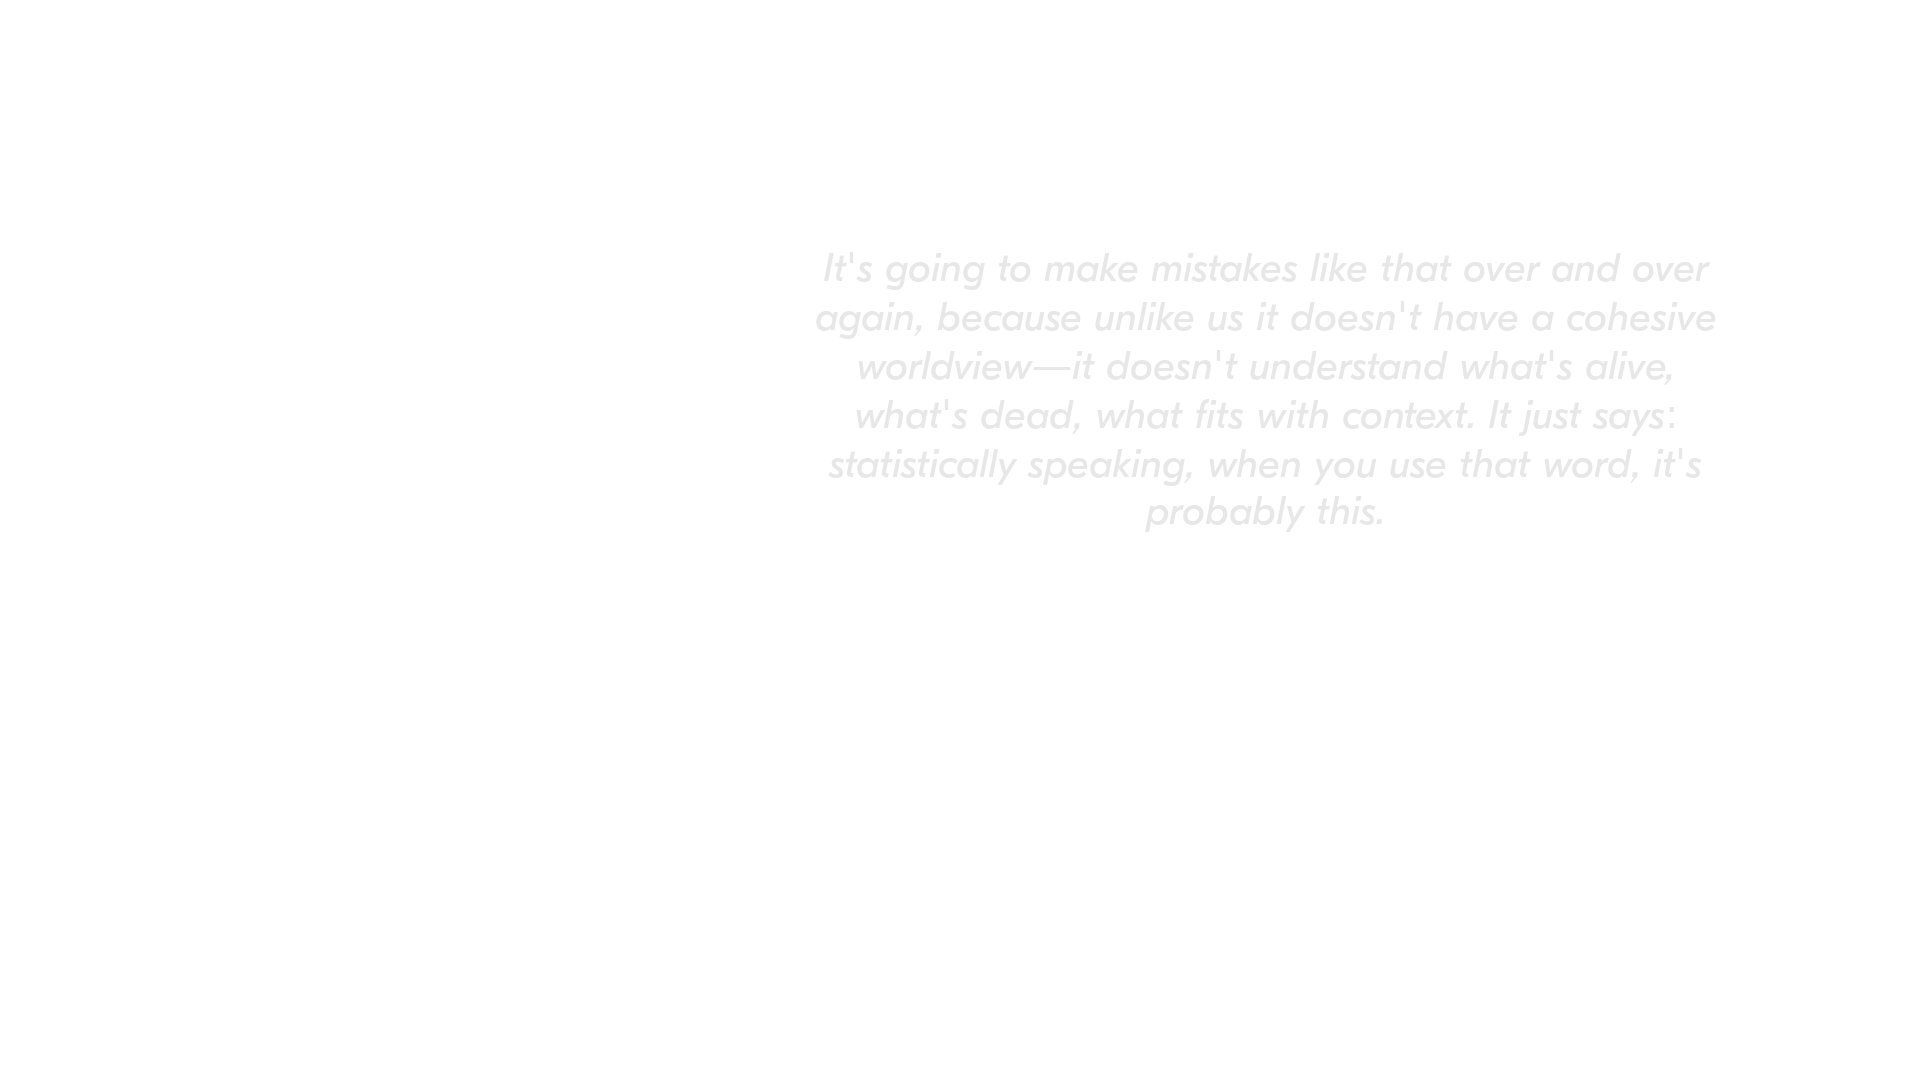 It's going to make mistakes like that over and over
again, because unlike us it doesn't have a cohesive
worldview—it doesn't understand what's alive,
what's dead, what fits with context. It just says:
statistically speaking, when you use that word, it's
probably this.